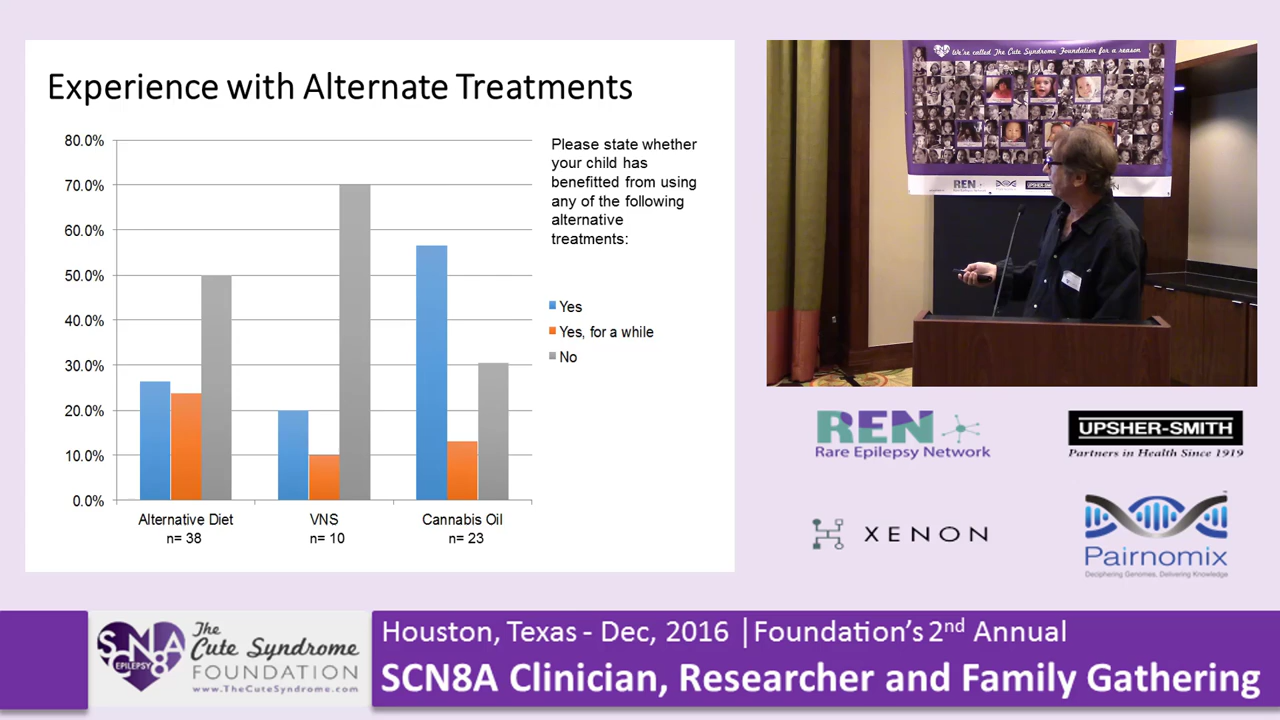 Experience with Alternate Treatments
80.0%
70.0%
60.0%
50.0%
40.0%
30.0%
20.0%
10.0%
0.0%
Alternative Diet
n= 38
VNS
n= 10
Cannabis Oil
n= 23
Please state whether
your child has
benefitted from using
any of the following
alternative
treatments:
Yes
Yes, for a while
No
We're called The Cute Syndrome Foundation for a reason
REN
UPSHER-SMITH
REN
Rare Epilepsy Network
UPSHER-SMITH
Partners in Health Since 1919
XENON
Pairnomix
Deciphering Genomes, Delivering Knowledge
SCN8A
EPILEPSY
The
Cute Syndrome
FOUNDATION
www.TheCuteSyndrome.com
Houston, Texas - Dec, 2016 |Foundation's 2nd Annual
SCN8A Clinician, Researcher and Family Gathering